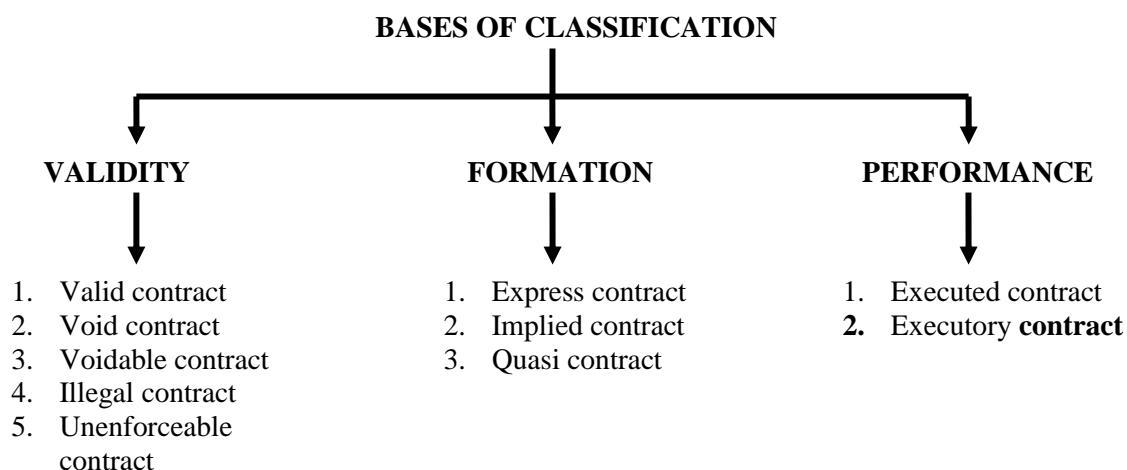 BASES OF CLASSIFICATION
VALIDITY
FORMATION
PERFORMANCE
1. Valid contract
2. Void contract
3. Voidable contract
4. Illegal contract
5. Unenforceable
contract
1. Express contract
2. Implied contract
3. Quasi contract
1. Executed contract
2. Executory contract